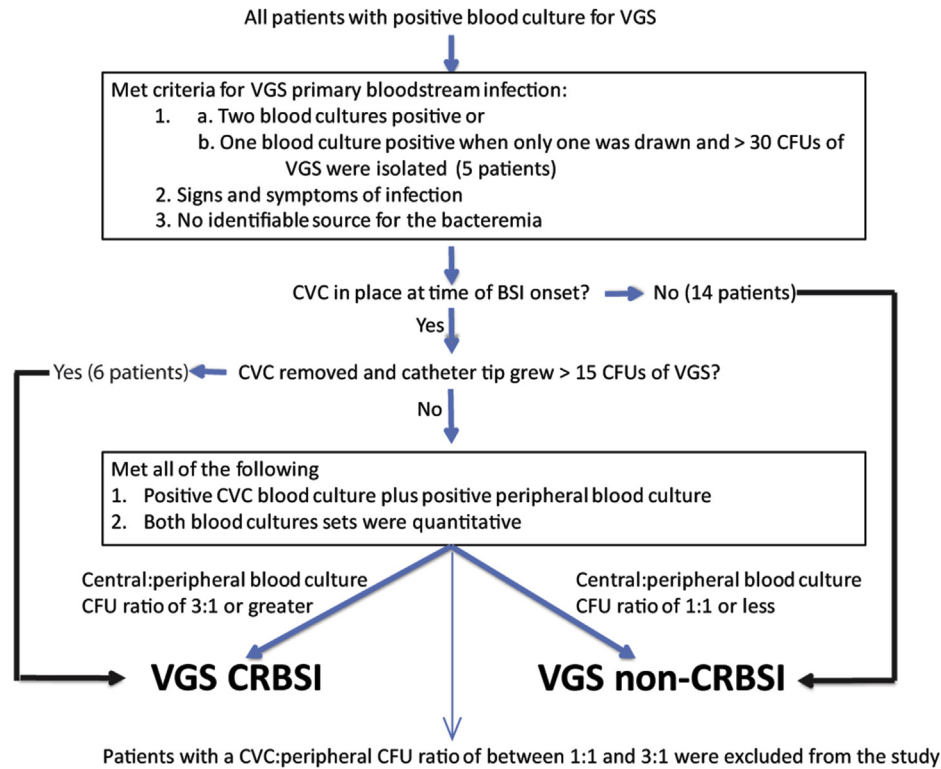 All patients with positive blood culture for VGS
Met criteria for VGS primary bloodstream infection:
1. a. Two blood cultures positive or
b. One blood culture positive when only one was drawn and > 30 CFUs of
VGS were isolated (5 patients)
2. Signs and symptoms of infection
3. No identifiable source for the bacteremia
CVC in place at time of BSI onset?
No (14 patients)
Yes
Yes (6 patients)
CVC removed and catheter tip grew > 15 CFUs of VGS?
No
Met all of the following
1. Positive CVC blood culture plus positive peripheral blood culture
2. Both blood cultures sets were quantitative
Central:peripheral blood culture
CFU ratio of 3:1 or greater
Central:peripheral blood culture
CFU ratio of 1:1 or less
VGS CRBSI
VGS non-CRBSI
Patients with a CVC:peripheral CFU ratio of between 1:1 and 3:1 were excluded from the study